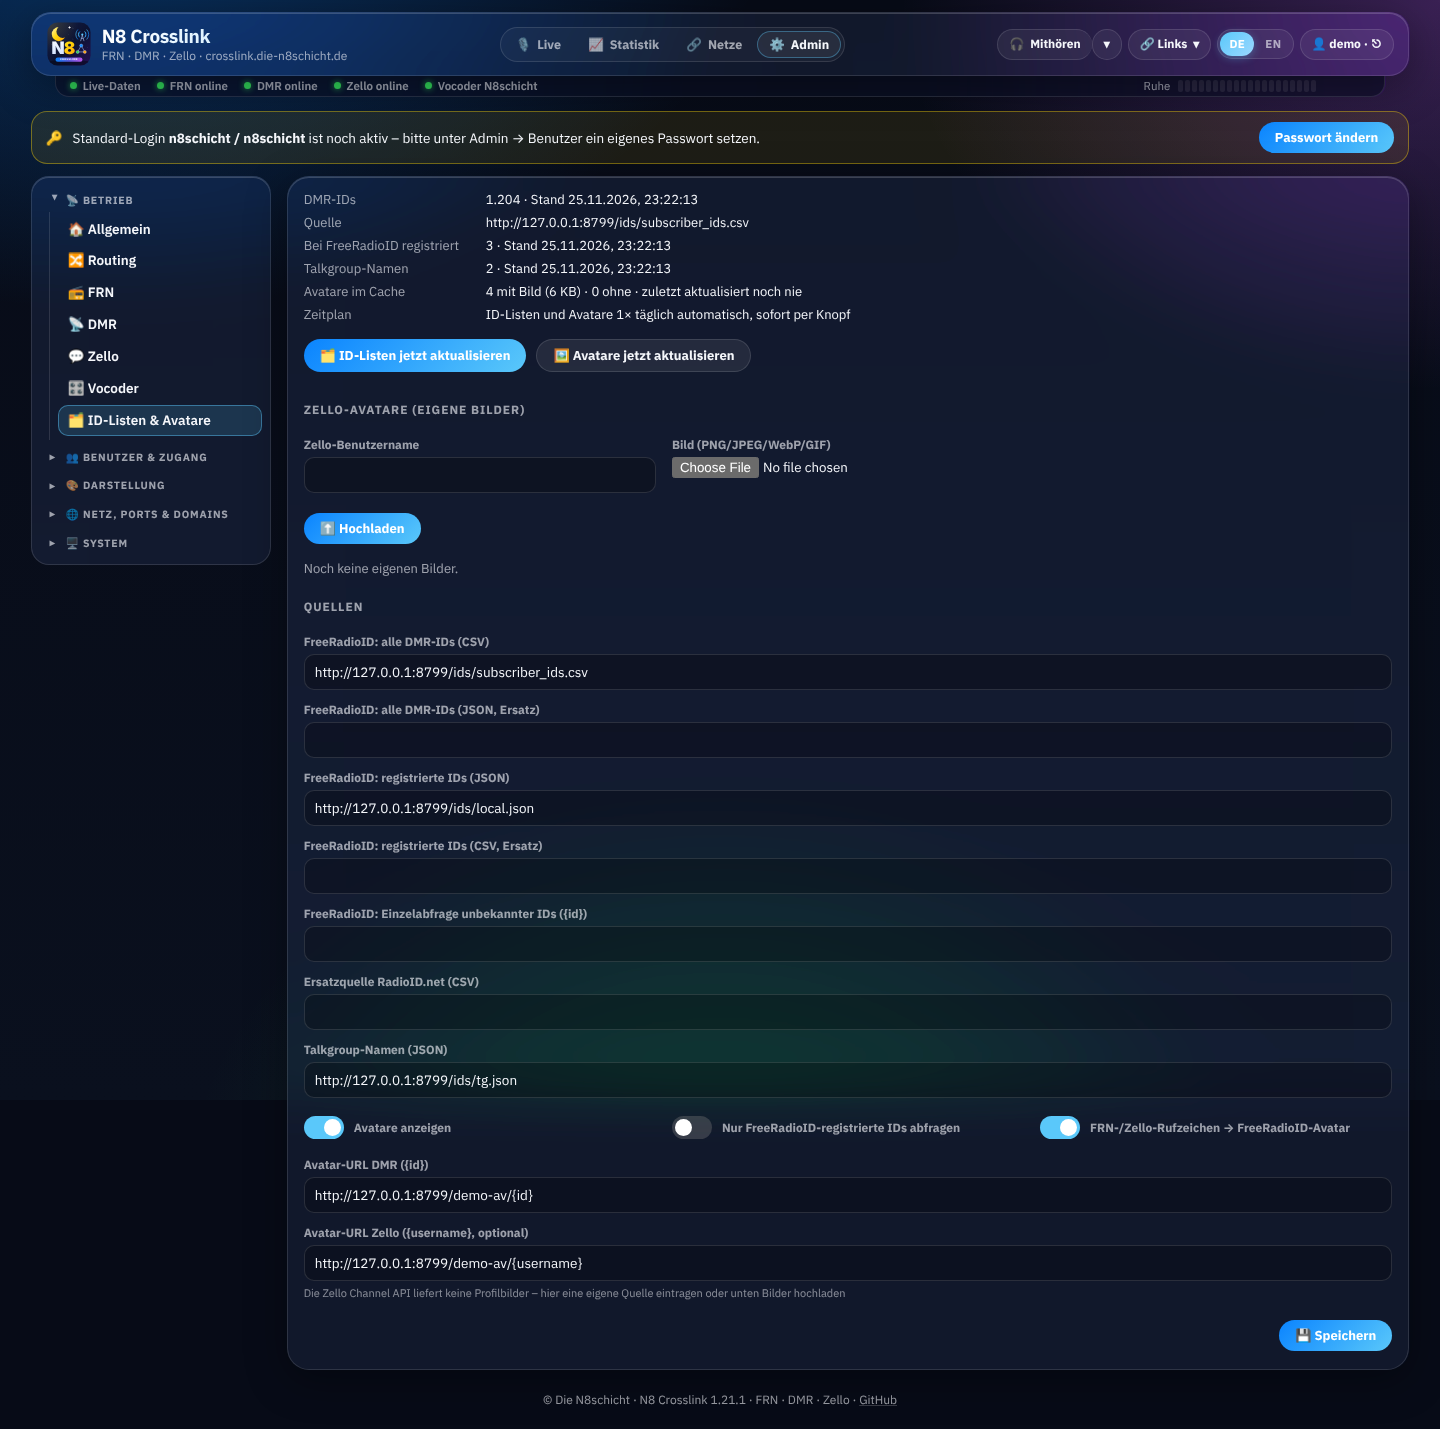 N8 Crosslink
FRN · DMR · Zello · crosslink.die-n8schicht.de
Live
Statistik
Netze
Admin
Mithören
Links
DE
EN
demo ·
Live-Daten
FRN online
DMR online
Zello online
Vocoder N8schicht
Ruhe
Standard-Login n8schicht / n8schicht ist noch aktiv – bitte unter Admin → Benutzer ein eigenes Passwort setzen.
Passwort ändern
BETRIEB
Allgemein
Routing
FRN
DMR
Zello
Vocoder
ID-Listen & Avatare
BENUTZER & ZUGANG
DARSTELLUNG
NETZ, PORTS & DOMAINS
SYSTEM
DMR-IDs 1.204 · Stand 25.11.2026, 23:22:13
Quelle http://127.0.0.1:8799/ids/subscriber_ids.csv
Bei FreeRadioID registriert 3 · Stand 25.11.2026, 23:22:13
Talkgroup-Namen 2 · Stand 25.11.2026, 23:22:13
Avatare im Cache 4 mit Bild (6 KB) · 0 ohne · zuletzt aktualisiert noch nie
Zeitplan ID-Listen und Avatare 1× täglich automatisch, sofort per Knopf
ID-Listen jetzt aktualisieren
Avatare jetzt aktualisieren
ZELLO-AVATARE (EIGENE BILDER)
Zello-Benutzername
Bild (PNG/JPEG/WebP/GIF)
Choose File No file chosen
Hochladen
Noch keine eigenen Bilder.
QUELLEN
FreeRadioID: alle DMR-IDs (CSV)
http://127.0.0.1:8799/ids/subscriber_ids.csv
FreeRadioID: alle DMR-IDs (JSON, Ersatz)
FreeRadioID: registrierte IDs (JSON)
http://127.0.0.1:8799/ids/local.json
FreeRadioID: registrierte IDs (CSV, Ersatz)
FreeRadioID: Einzelabfrage unbekannter IDs ({id})
Ersatzquelle RadioID.net (CSV)
Talkgroup-Namen (JSON)
http://127.0.0.1:8799/ids/tg.json
Avatare anzeigen
Nur FreeRadioID-registrierte IDs abfragen
FRN-/Zello-Rufzeichen → FreeRadioID-Avatar
Avatar-URL DMR ({id})
http://127.0.0.1:8799/demo-av/{id}
Avatar-URL Zello ({username}, optional)
http://127.0.0.1:8799/demo-av/{username}
Die Zello Channel API liefert keine Profilbilder – hier eine eigene Quelle eintragen oder unten Bilder hochladen
Speichern
© Die N8schicht · N8 Crosslink 1.21.1 · FRN · DMR · Zello · GitHub